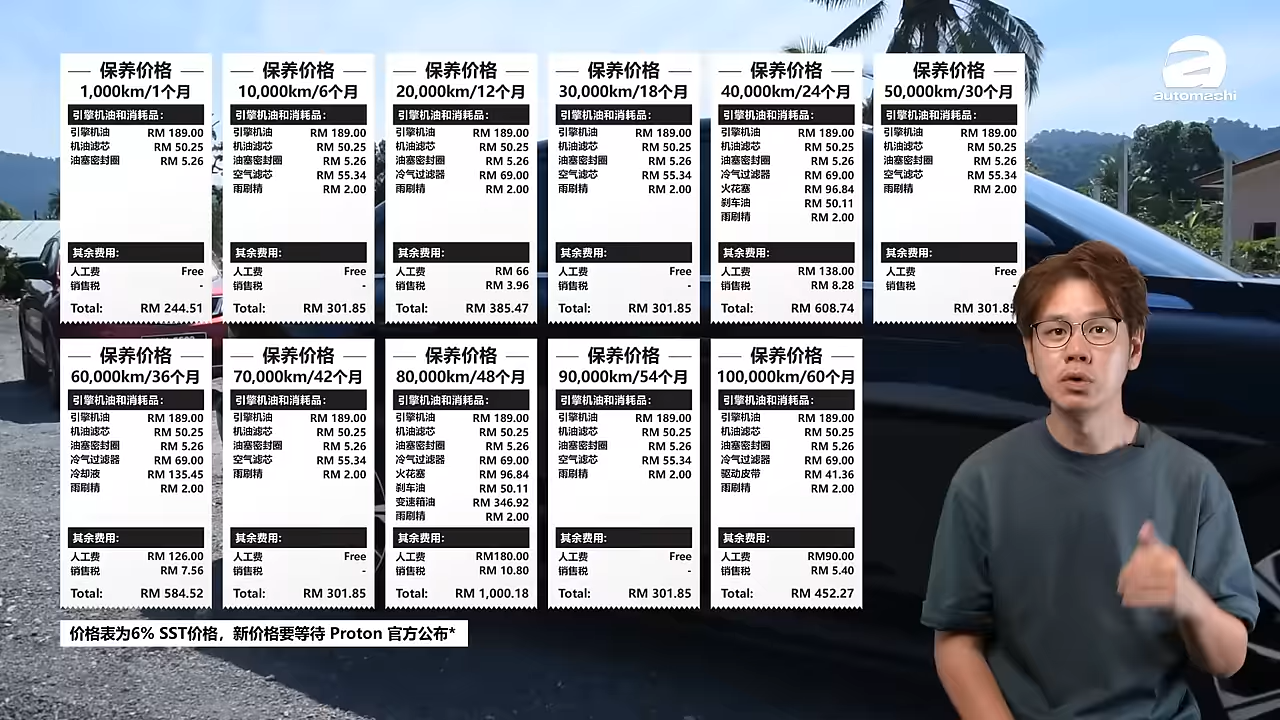 automachi
保养价格
1,000km/1个月
引擎机油和消耗品:
引擎机油 RM 189.00
机油滤芯 RM 50.25
油塞密封圈 RM 5.26
其余费用:
人工费 Free
销售税 -
Total: RM 244.51
保养价格
10,000km/6个月
引擎机油和消耗品:
引擎机油 RM 189.00
机油滤芯 RM 50.25
油塞密封圈 RM 5.26
空气滤芯 RM 55.34
雨刷精 RM 2.00
其余费用:
人工费 Free
销售税 -
Total: RM 301.85
保养价格
20,000km/12个月
引擎机油和消耗品:
引擎机油 RM 189.00
机油滤芯 RM 50.25
油塞密封圈 RM 5.26
冷气过滤器 RM 69.00
雨刷精 RM 2.00
其余费用:
人工费 RM 66
销售税 RM 3.96
Total: RM 385.47
保养价格
30,000km/18个月
引擎机油和消耗品:
引擎机油 RM 189.00
机油滤芯 RM 50.25
油塞密封圈 RM 5.26
空气滤芯 RM 55.34
雨刷精 RM 2.00
其余费用:
人工费 Free
销售税 -
Total: RM 301.85
保养价格
40,000km/24个月
引擎机油和消耗品:
引擎机油 RM 189.00
机油滤芯 RM 50.25
油塞密封圈 RM 5.26
冷气过滤器 RM 69.00
火花塞 RM 96.84
刹车油 RM 50.11
雨刷精 RM 2.00
其余费用:
人工费 RM 138.00
销售税 RM 8.28
Total: RM 608.74
保养价格
50,000km/30个月
引擎机油和消耗品:
引擎机油 RM 189.00
机油滤芯 RM 50.25
油塞密封圈 RM 5.26
空气滤芯 RM 55.34
雨刷精 RM 2.00
其余费用:
人工费 Free
销售税 -
RM 301.85
保养价格
60,000km/36个月
引擎机油和消耗品:
引擎机油 RM 189.00
机油滤芯 RM 50.25
油塞密封圈 RM 5.26
冷气过滤器 RM 69.00
冷却液 RM 135.45
雨刷精 RM 2.00
其余费用:
人工费 RM 126.00
销售税 RM 7.56
Total: RM 584.52
保养价格
70,000km/42个月
引擎机油和消耗品:
引擎机油 RM 189.00
机油滤芯 RM 50.25
油塞密封圈 RM 5.26
空气滤芯 RM 55.34
雨刷精 RM 2.00
其余费用:
人工费 Free
销售税 -
Total: RM 301.85
保养价格
80,000km/48个月
引擎机油和消耗品:
引擎机油 RM 189.00
机油滤芯 RM 50.25
油塞密封圈 RM 5.26
冷气过滤器 RM 69.00
火花塞 RM 96.84
刹车油 RM 50.11
变速箱油 RM 346.92
雨刷精 RM 2.00
其余费用:
人工费 RM180.00
销售税 RM 10.80
Total: RM 1,000.18
保养价格
90,000km/54个月
引擎机油和消耗品:
引擎机油 RM 189.00
机油滤芯 RM 50.25
油塞密封圈 RM 5.26
空气滤芯 RM 55.34
雨刷精 RM 2.00
其余费用:
人工费 Free
销售税 -
Total: RM 301.85
保养价格
100,000km/60个月
引擎机油和消耗品:
引擎机油 RM 189.00
机油滤芯 RM 50.25
油塞密封圈 RM 5.26
冷气过滤器 RM 69.00
驱动皮带 RM 41.36
雨刷精 RM 2.00
其余费用:
人工费 RM90.00
销售税 RM 5.40
Total: RM 452.27
价格表为6% SST价格，新价格要等待 Proton 官方公布*